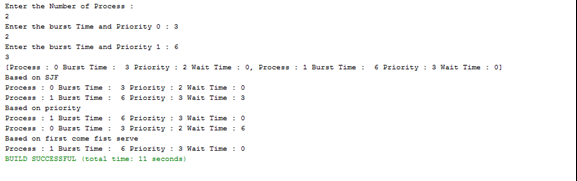 Enter the Number of Process :
2
Enter the burst Time and Priority 0 : 3
2
Enter the burst Time and Priority 1 : 6
3
[Process : 0 Burst Time :  3 Priority : 2 Wait Time : 0, Process : 1 Burst Time :  6 Priority : 3 Wait Time : 0]
Based on SJF
Process : 0 Burst Time :  3 Priority : 2 Wait Time : 0
Process : 1 Burst Time :  6 Priority : 3 Wait Time : 3
Based on priority
Process : 1 Burst Time :  6 Priority : 3 Wait Time : 0
Process : 0 Burst Time :  3 Priority : 2 Wait Time : 6
Based on first come fist serve
Process : 1 Burst Time :  6 Priority : 3 Wait Time : 0
BUILD SUCCESSFUL (total time: 11 seconds)